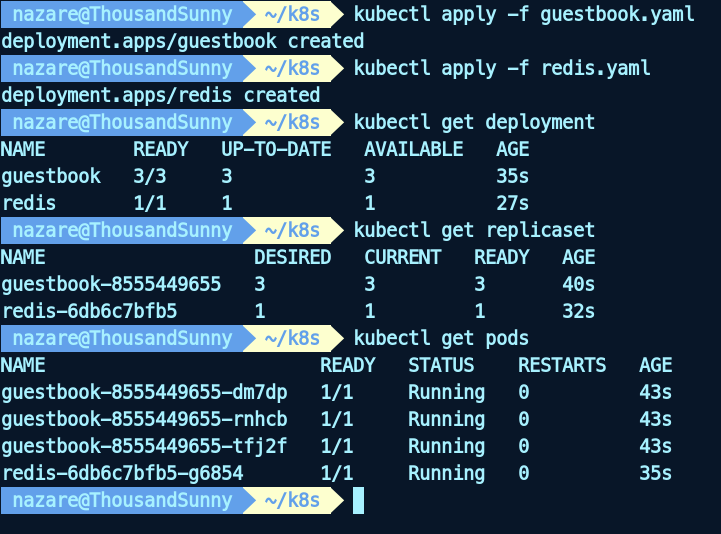 nazare@ThousandSunny ~/k8s kubectl apply -f guestbook.yaml
deployment.apps/guestbook created
nazare@ThousandSunny ~/k8s kubectl apply -f redis.yaml
deployment.apps/redis created
nazare@ThousandSunny ~/k8s kubectl get deployment
NAME READY UP-TO-DATE AVAILABLE AGE
guestbook 3/3 3 3 35s
redis 1/1 1 1 27s
nazare@ThousandSunny ~/k8s kubectl get replicaset
NAME DESIRED CURRENT READY AGE
guestbook-8555449655 3 3 3 40s
redis-6db6c7bfb5 1 1 1 32s
nazare@ThousandSunny ~/k8s kubectl get pods
NAME READY STATUS RESTARTS AGE
guestbook-8555449655-dm7dp 1/1 Running 0 43s
guestbook-8555449655-rnhcb 1/1 Running 0 43s
guestbook-8555449655-tfj2f 1/1 Running 0 43s
redis-6db6c7bfb5-g6854 1/1 Running 0 35s
nazare@ThousandSunny ~/k8s